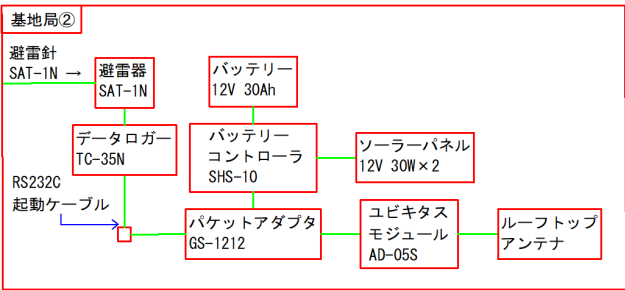 基地局②
避雷針
SAT-1N →
避雷器
SAT-1N
バッテリー
12V 30Ah
データロガー
TC-35N
バッテリー
コントローラ
SHS-10
ソーラーパネル
12V 30W×2
RS232C
起動ケーブル
パケットアダプタ
GS-1212
ユビキタス
モジュール
AD-05S
ルーフトップ
アンテナ